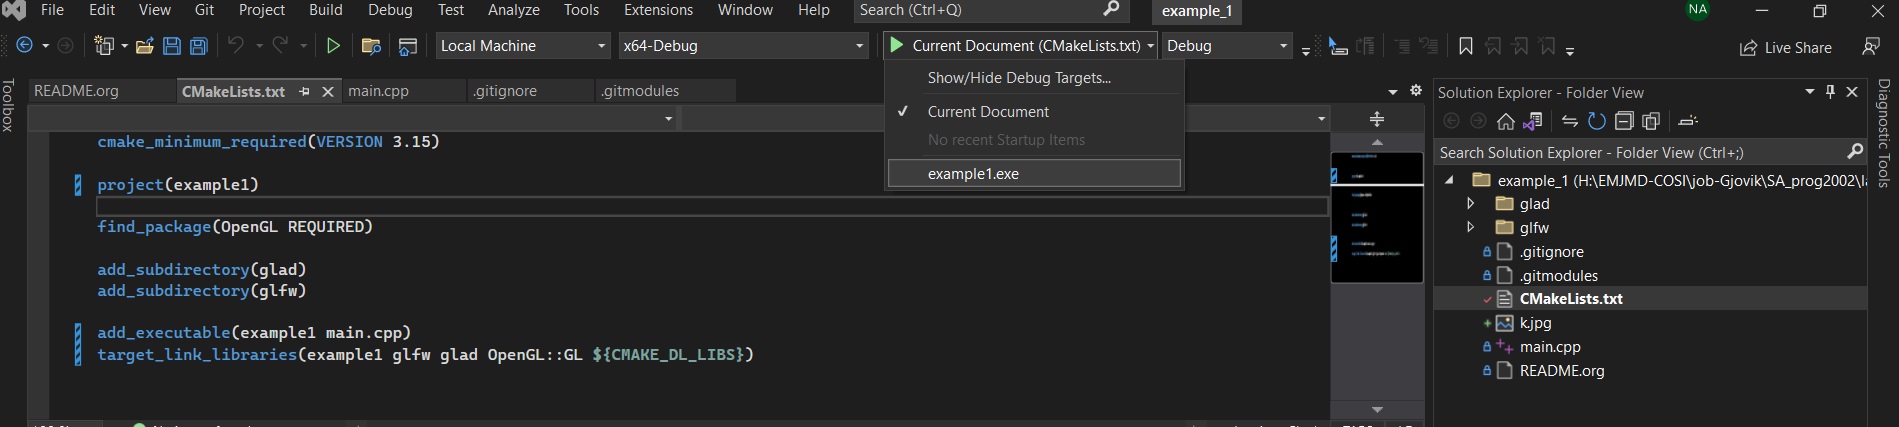 File Edit View Git Project Build Debug Test Analyze Tools Extensions Window Help Search (Ctrl+Q) example_1 NA
Local Machine x64-Debug Current Document (CMakeLists.txt) Debug Live Share
Toolbox
README.org CMakeLists.txt main.cpp .gitignore .gitmodules
cmake_minimum_required(VERSION 3.15)
project(example1)
find_package(OpenGL REQUIRED)
add_subdirectory(glad)
add_subdirectory(glfw)
add_executable(example1 main.cpp)
target_link_libraries(example1 glfw glad OpenGL::GL ${CMAKE_DL_LIBS})
Show/Hide Debug Targets...
Current Document
No recent Startup Items
example1.exe
Solution Explorer - Folder View
Search Solution Explorer - Folder View (Ctrl+;)
example_1 (H:\EMJMD-COSI\job-Gjovik\SA_prog2002\
glad
glfw
.gitignore
.gitmodules
CMakeLists.txt
k.jpg
main.cpp
README.org
Diagnostic Tools